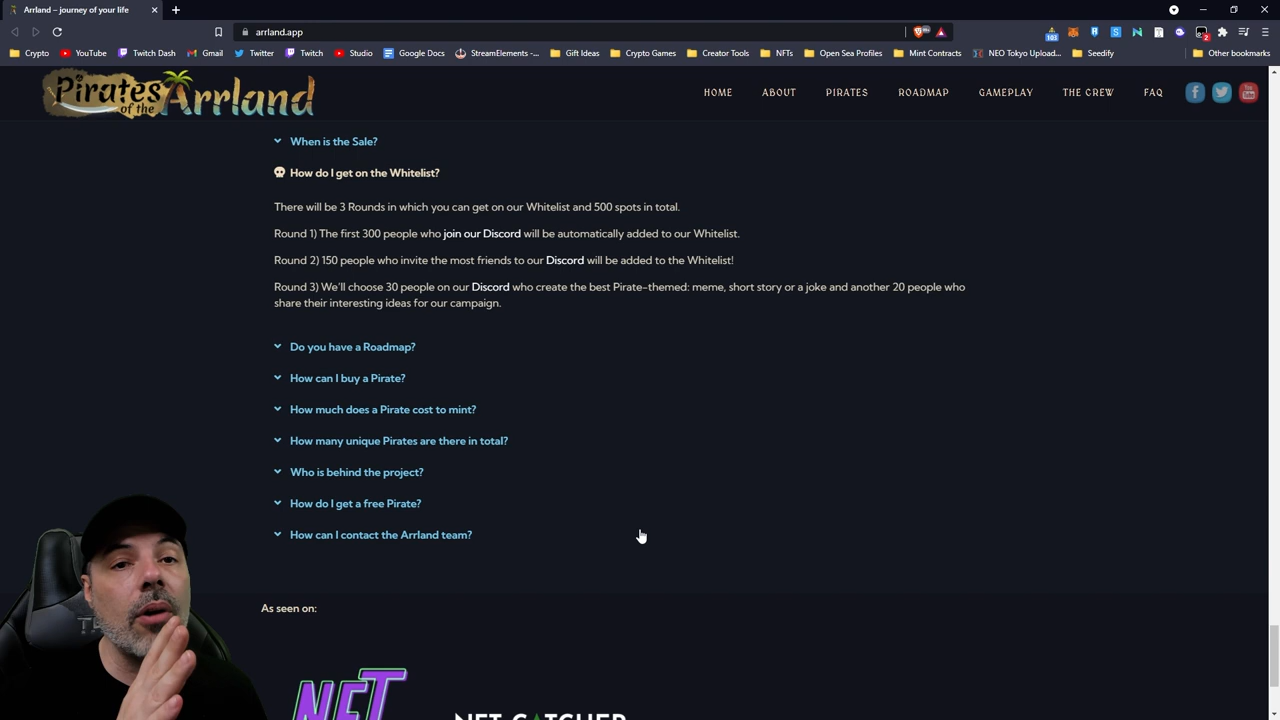 Arrland – journey of your life
arrland.app
Crypto
YouTube
Twitch Dash
Gmail
Twitter
Twitch
Studio
Google Docs
StreamElements -...
Gift Ideas
Crypto Games
Creator Tools
NFTs
Open Sea Profiles
Mint Contracts
NEO Tokyo Upload...
Seedify
Other bookmarks
Pirates of the Arrland
HOME
ABOUT
PIRATES
ROADMAP
GAMEPLAY
THE CREW
FAQ
When is the Sale?
How do I get on the Whitelist?
There will be 3 Rounds in which you can get on our Whitelist and 500 spots in total.
Round 1) The first 300 people who join our Discord will be automatically added to our Whitelist.
Round 2) 150 people who invite the most friends to our Discord will be added to the Whitelist!
Round 3) We'll choose 30 people on our Discord who create the best Pirate-themed: meme, short story or a joke and another 20 people who
share their interesting ideas for our campaign.
Do you have a Roadmap?
How can I buy a Pirate?
How much does a Pirate cost to mint?
How many unique Pirates are there in total?
Who is behind the project?
How do I get a free Pirate?
How can I contact the Arrland team?
As seen on:
NFT
NFT CATCHER